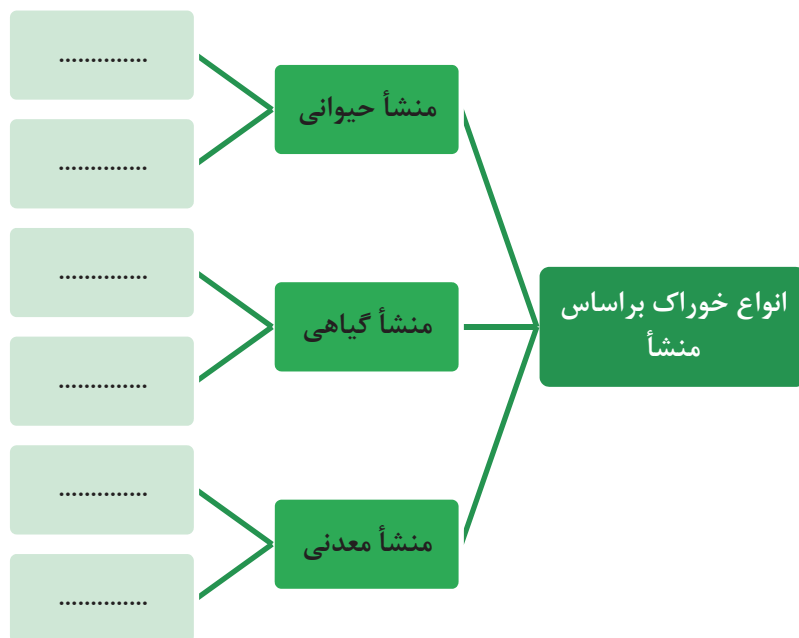 انواع خوراک براساس
منشأ
منشأ حیوانی
..............
..............
منشأ گیاهی
..............
..............
منشأ معدنی
..............
..............